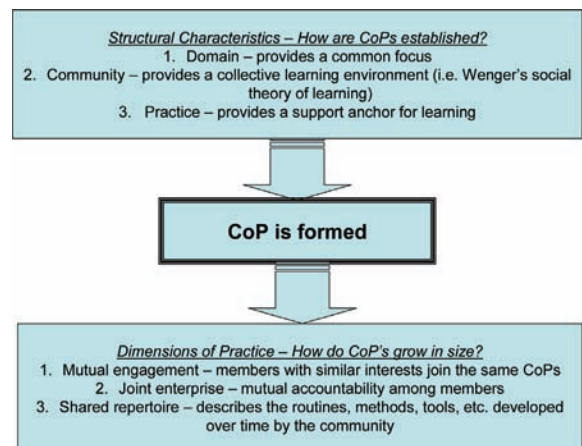 Structural Characteristics – How are CoPs established?
1. Domain – provides a common focus
2. Community – provides a collective learning environment (i.e. Wenger's social
theory of learning)
3. Practice – provides a support anchor for learning
CoP is formed
Dimensions of Practice – How do CoP's grow in size?
1. Mutual engagement – members with similar interests join the same CoPs
2. Joint enterprise – mutual accountability among members
3. Shared repertoire – describes the routines, methods, tools, etc. developed
over time by the community